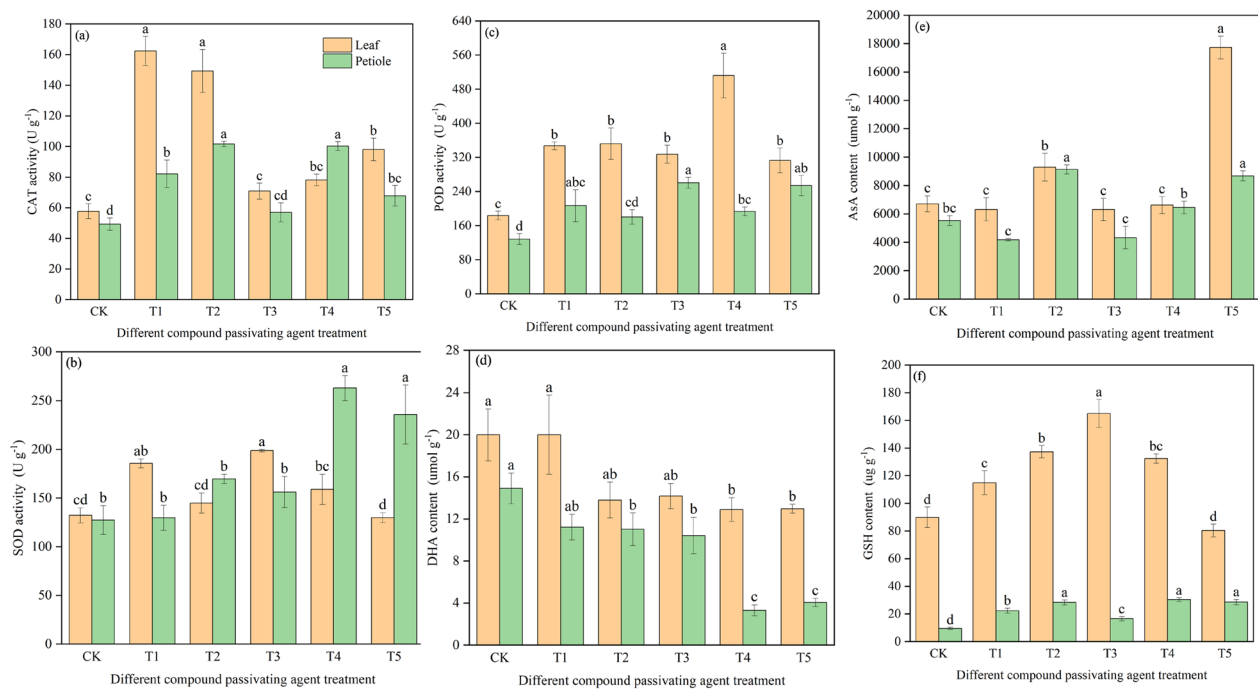 (a)
Leaf
Petiole
CAT activity (U g-1)
180
160
140
120
100
80
60
40
20
0
a
a
a
a
b
bc
c
d
c
cd
bc
CK
T1
T2
T3
T4
T5
Different compound passivating agent treatment
(b)
SOD activity (U g-1)
300
250
200
150
100
50
0
cd
b
ab
b
cd
b
a
b
bc
a
d
a
CK
T1
T2
T3
T4
T5
Different compound passivating agent treatment
(c)
POD activity (U g-1)
640
560
480
400
320
240
160
80
0
c
d
b
abc
b
cd
b
a
a
c
b
ab
CK
T1
T2
T3
T4
T5
Different compound passivating agent treatment
(d)
DHA content (umol g-1)
28
24
20
16
12
8
4
0
a
a
a
ab
ab
b
ab
b
b
c
b
c
CK
T1
T2
T3
T4
T5
Different compound passivating agent treatment
(e)
AsA content (umol g-1)
20000
18000
16000
14000
12000
10000
8000
6000
4000
2000
0
c
bc
c
c
b
a
c
c
c
b
a
a
CK
T1
T2
T3
T4
T5
Different compound passivating agent treatment
(f)
GSH content (ug g-1)
200
180
160
140
120
100
80
60
40
20
0
d
d
c
b
b
a
a
c
bc
a
d
a
CK
T1
T2
T3
T4
T5
Different compound passivating agent treatment